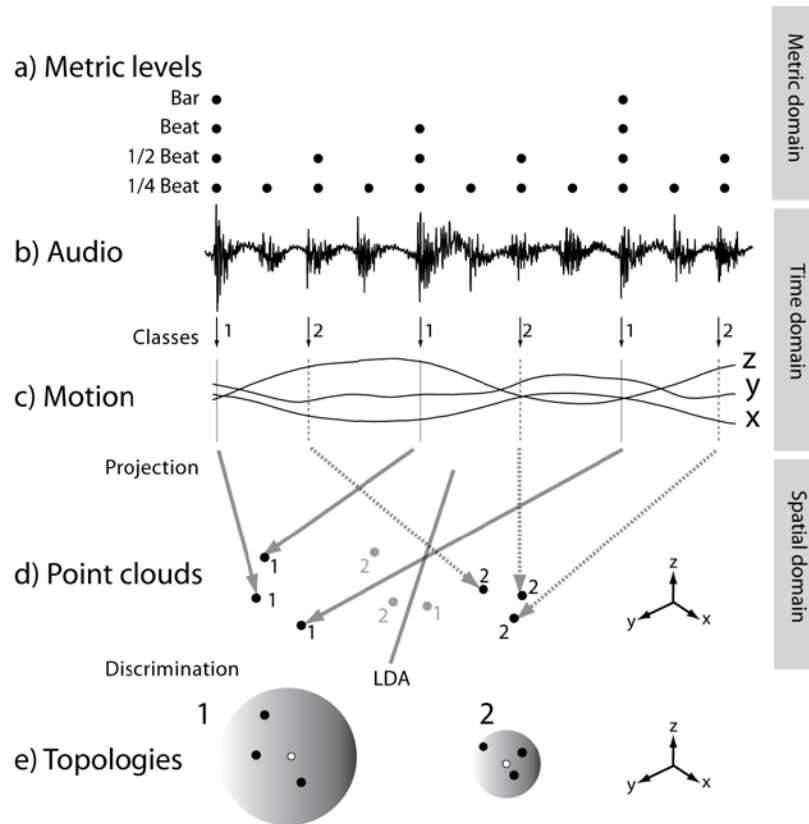 a) Metric levels
Bar
Beat
1/2 Beat
1/4 Beat
Metric domain
b) Audio
Time domain
Classes
1 2 1 2 1 2
c) Motion
z
y
x
Projection
Spatial domain
d) Point clouds
1
1
1
2
2
1
2
2
2
z
y x
Discrimination
LDA
1 2
e) Topologies
z
y x